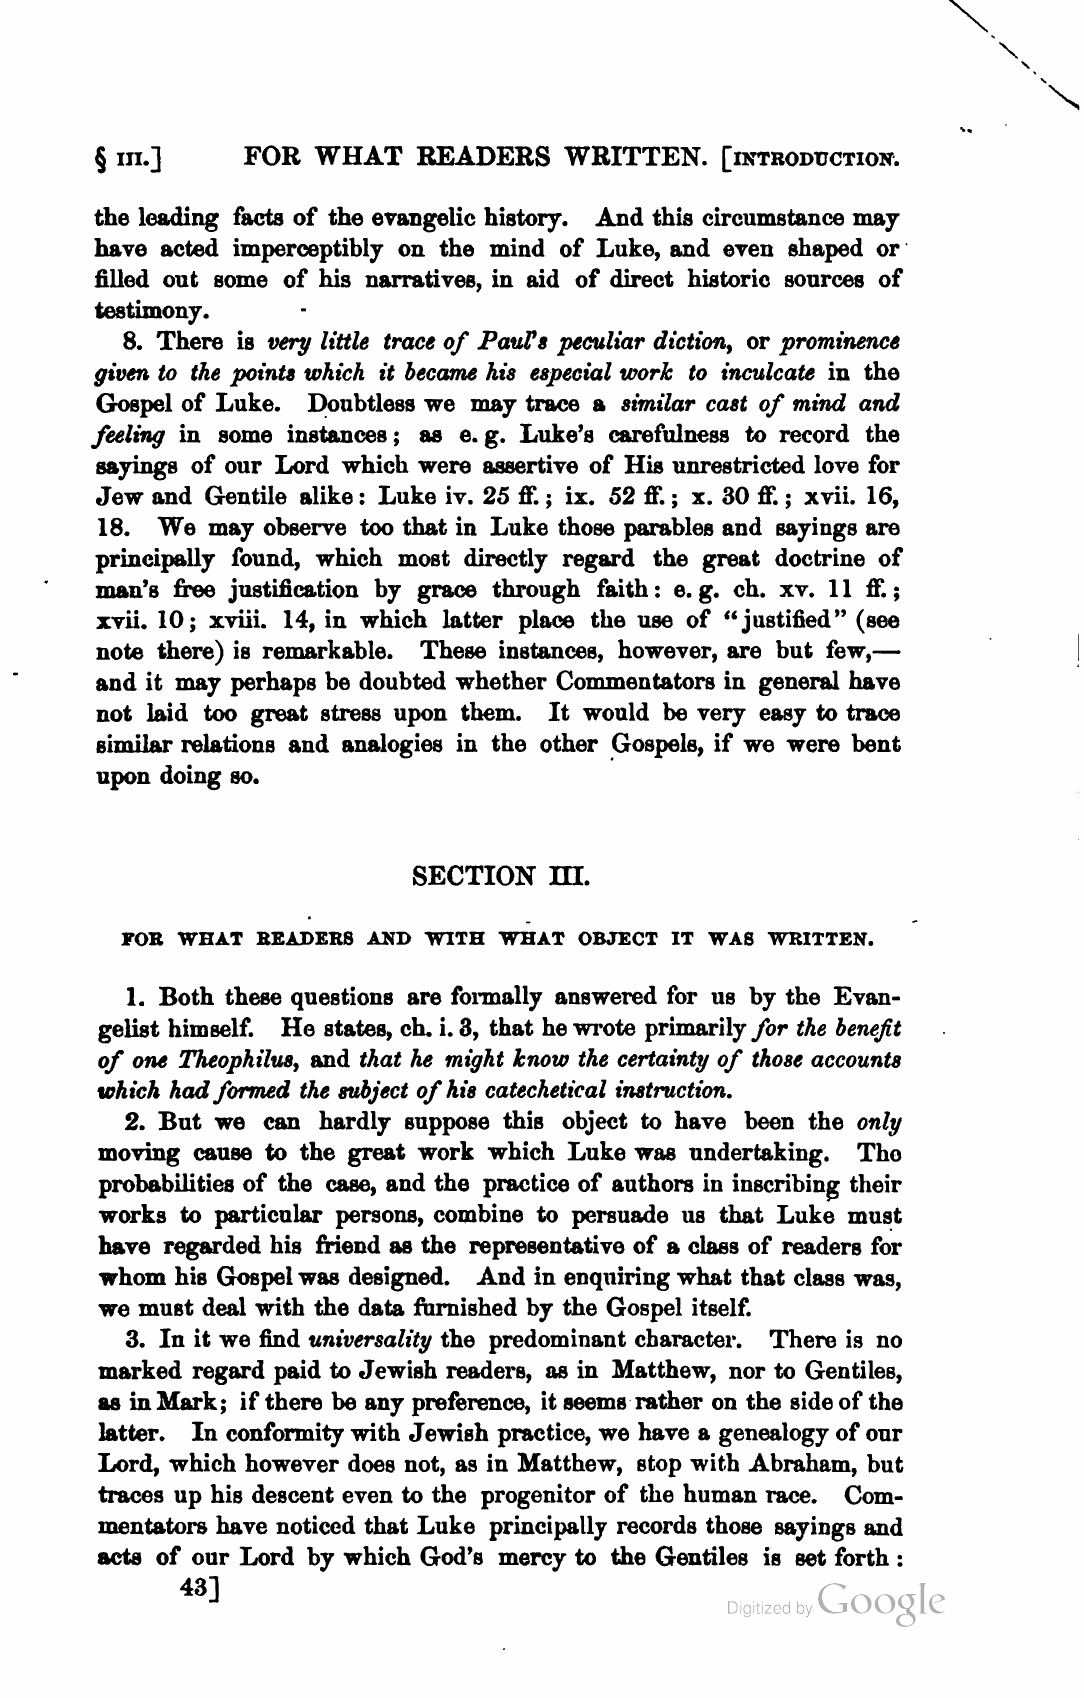 § III.] FOR WHAT READERS WRITTEN. [INTRODUCTION.
the leading facts of the evangelic history. And this circumstance may
have acted imperceptibly on the mind of Luke, and even shaped or
filled out some of his narratives, in aid of direct historic sources of
testimony.
8. There is very little trace of Paul's peculiar diction, or prominence
given to the points which it became his especial work to inculcate in the
Gospel of Luke. Doubtless we may trace a similar cast of mind and
feeling in some instances; as e. g. Luke's carefulness to record the
sayings of our Lord which were assertive of His unrestricted love for
Jew and Gentile alike: Luke iv. 25 ff.; ix. 52 ff.; x. 30 ff.; xvii. 16,
18. We may observe too that in Luke those parables and sayings are
principally found, which most directly regard the great doctrine of
man's free justification by grace through faith: e. g. ch. xv. 11 ff.;
xvii. 10; xviii. 14, in which latter place the use of "justified" (see
note there) is remarkable. These instances, however, are but few,—
and it may perhaps be doubted whether Commentators in general have
not laid too great stress upon them. It would be very easy to trace
similar relations and analogies in the other Gospels, if we were bent
upon doing so.
SECTION III.
FOR WHAT READERS AND WITH WHAT OBJECT IT WAS WRITTEN.
1. Both these questions are formally answered for us by the Evan-
gelist himself. He states, ch. i. 3, that he wrote primarily for the benefit
of one Theophilus, and that he might know the certainty of those accounts
which had formed the subject of his catechetical instruction.
2. But we can hardly suppose this object to have been the only
moving cause to the great work which Luke was undertaking. The
probabilities of the case, and the practice of authors in inscribing their
works to particular persons, combine to persuade us that Luke must
have regarded his friend as the representative of a class of readers for
whom his Gospel was designed. And in enquiring what that class was,
we must deal with the data furnished by the Gospel itself.
3. In it we find universality the predominant character. There is no
marked regard paid to Jewish readers, as in Matthew, nor to Gentiles,
as in Mark; if there be any preference, it seems rather on the side of the
latter. In conformity with Jewish practice, we have a genealogy of our
Lord, which however does not, as in Matthew, stop with Abraham, but
traces up his descent even to the progenitor of the human race. Com-
mentators have noticed that Luke principally records those sayings and
acts of our Lord by which God's mercy to the Gentiles is set forth:
43]
Digitized by Google